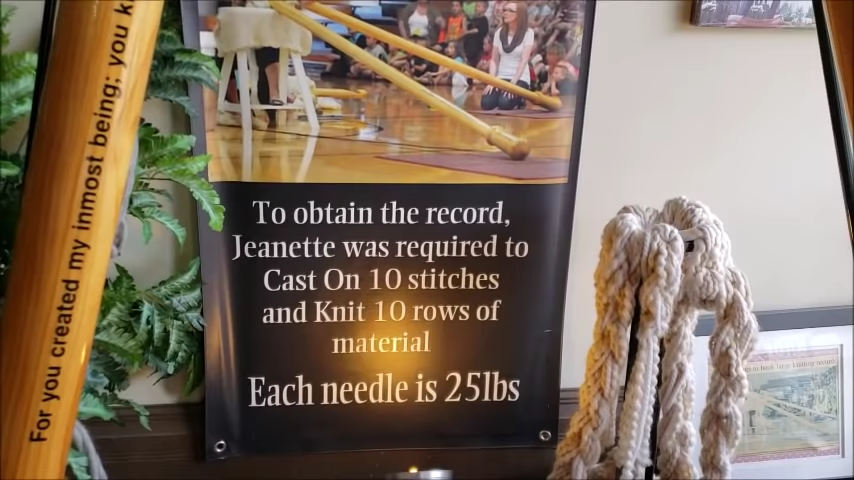 For you created my inmost being; you k
To obtain the record,
Jeanette was required to
Cast On 10 stitches
and Knit 10 rows of
material
Each needle is 25lbs